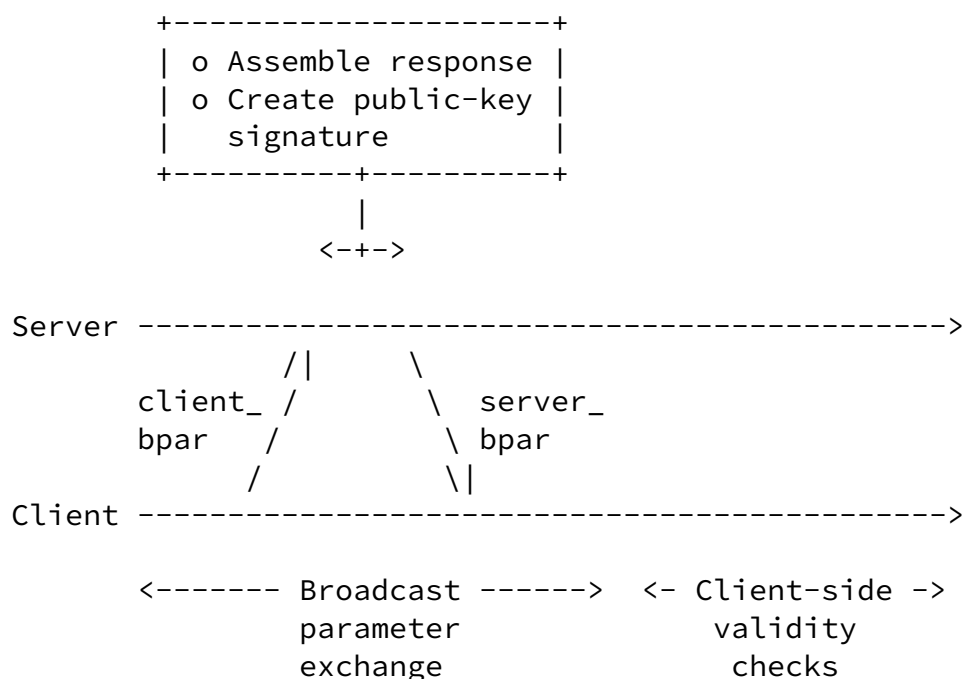 +---------------------+
| o Assemble response |
| o Create public-key |
|   signature         |
+----------+----------+
           |
         <-+->
Server --------------------------------------------->
/|      \
client_ /        \  server_
bpar   /          \ bpar
/            \|
Client --------------------------------------------->
<------- Broadcast ------>  <- Client-side ->
parameter              validity
exchange                checks